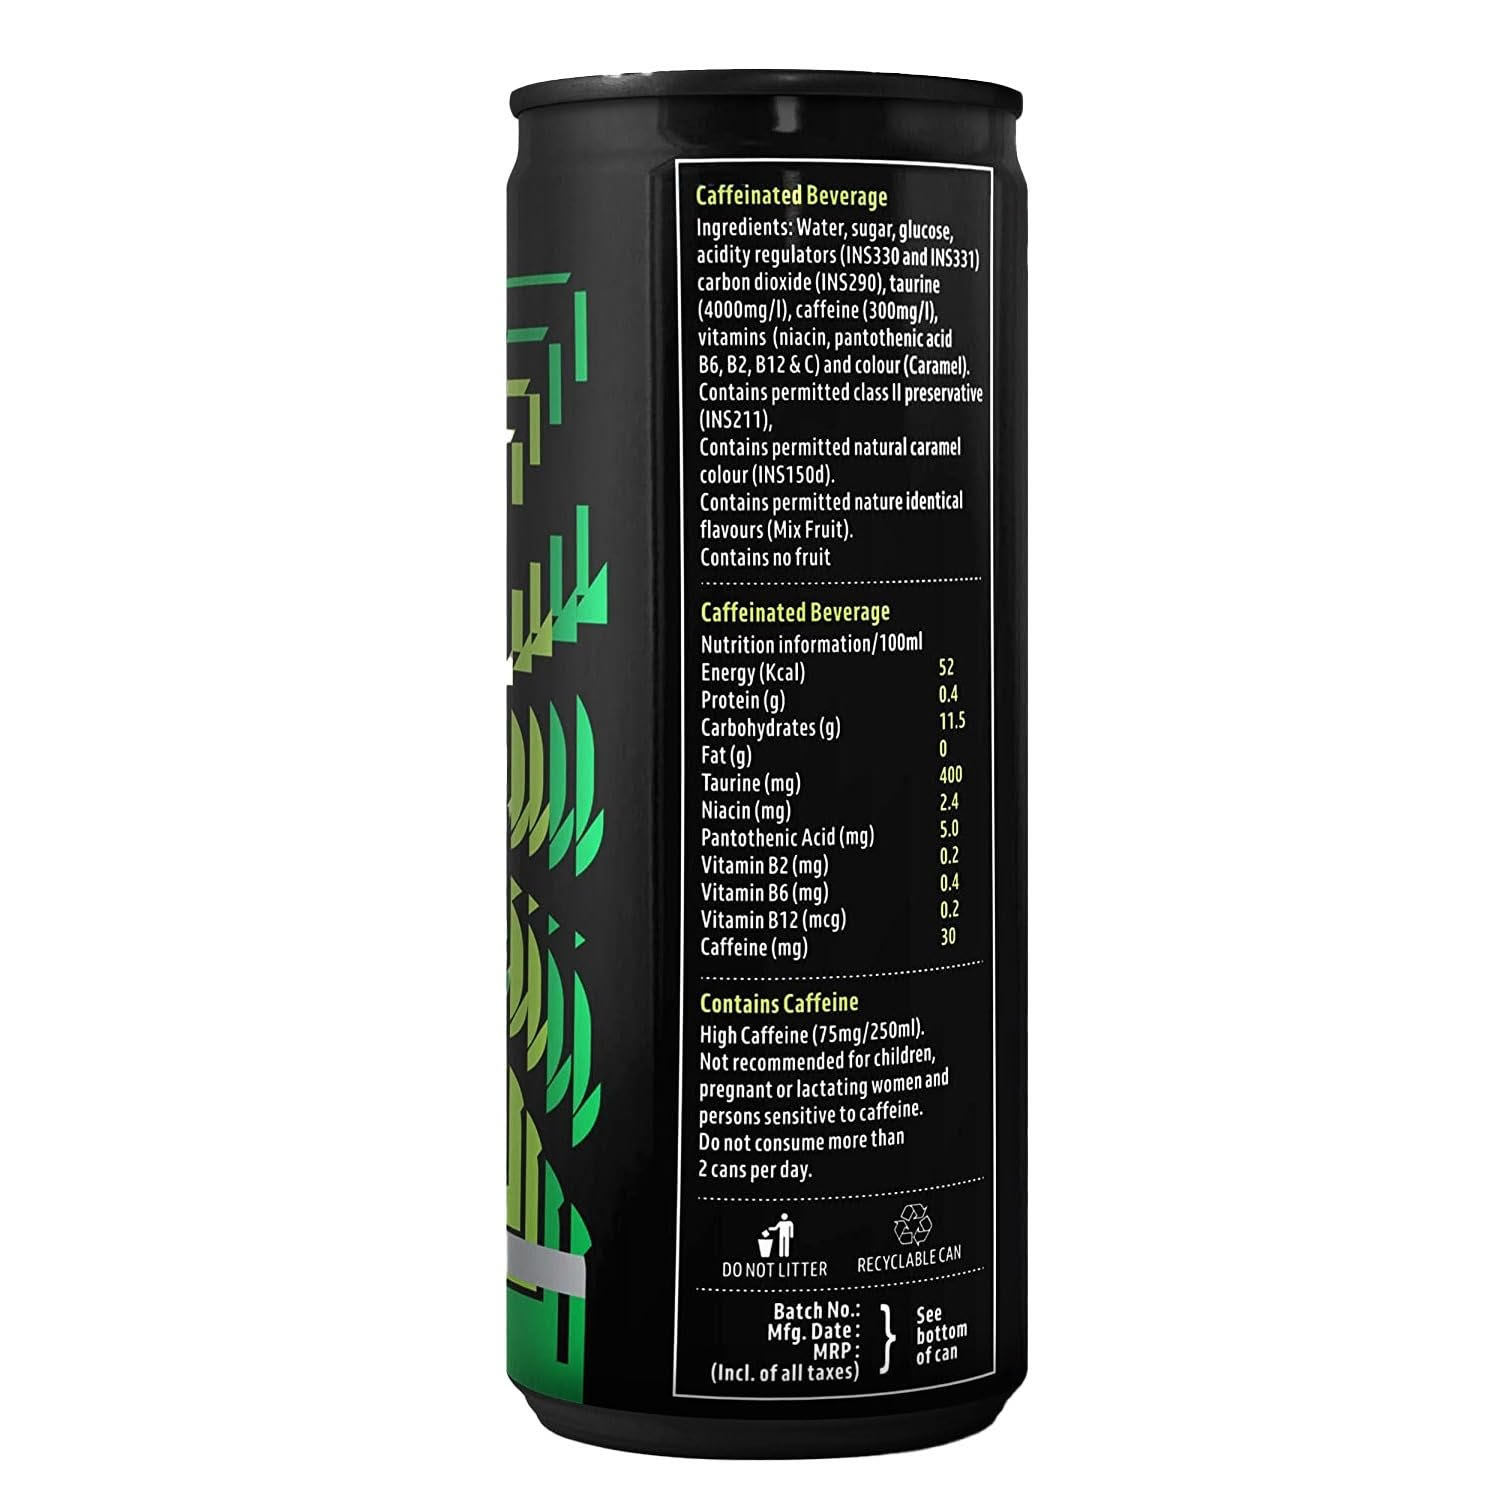 Caffeinated Beverage
Ingredients: Water, sugar, glucose,
acidity regulators (INS330 and INS331)
carbon dioxide (INS290), taurine
(4000mg/l), caffeine (300mg/l),
vitamins (niacin, pantothenic acid
B6, B2, B12 & C) and colour (Caramel).
Contains permitted class II preservative
(INS211),
Contains permitted natural caramel
colour (INS150d).
Contains permitted nature identical
flavours (Mix Fruit).
Contains no fruit
Caffeinated Beverage
Nutrition information/100ml
Energy (Kcal) 52
Protein (g) 0.4
Carbohydrates (g) 11.5
Fat (g) 0
Taurine (mg) 400
Niacin (mg) 2.4
Pantothenic Acid (mg) 5.0
Vitamin B2 (mg) 0.2
Vitamin B6 (mg) 0.4
Vitamin B12 (mcg) 0.2
Caffeine (mg) 30
Contains Caffeine
High Caffeine (75mg/250ml).
Not recommended for children,
pregnant or lactating women and
persons sensitive to caffeine.
Do not consume more than
2 cans per day.
DO NOT LITTER
RECYCLABLE CAN
Batch No.:
Mfg. Date :
MRP :
(Incl. of all taxes)
See
bottom
of can